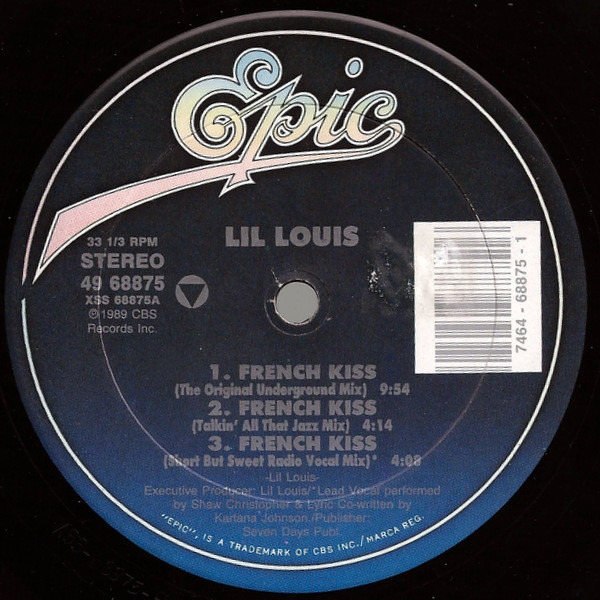 Epic
LIL LOUIS
33 1/3 RPM
STEREO
49 68875
XSS 68875A
℗1989 CBS
Records Inc.
7464 - 68875 - 1
1. FRENCH KISS
(The Original Underground Mix) 9:54
2. FRENCH KISS
(Talkin' All That Jazz Mix) 4:14
3. FRENCH KISS
(Short But Sweet Radio Vocal Mix)* 4:08
-Lil Louis-
Executive Producer: Lil Louis/*Lead Vocal performed
by Shaw Christopher & Lyric Co-written by
Karlana Johnson./Publisher:
Seven Days Publ.
"EPIC", IS A TRADEMARK OF CBS INC./MARCA REG.